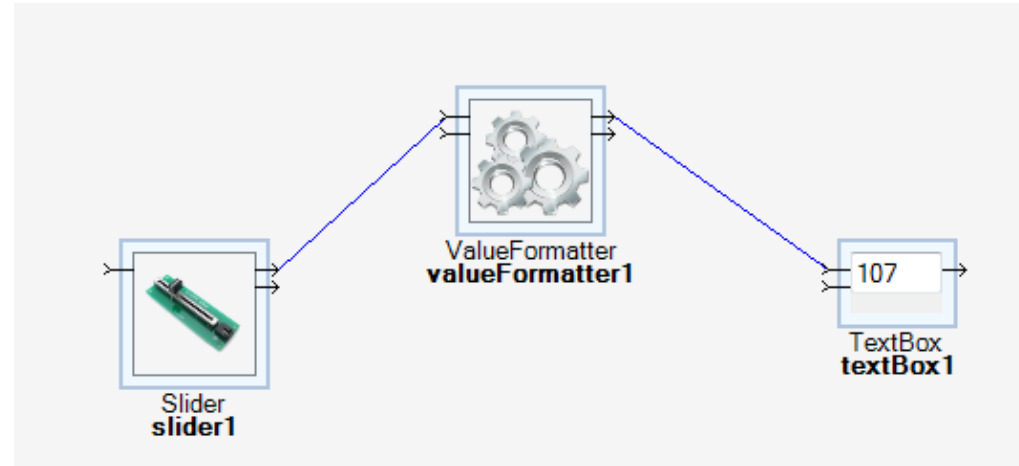 ValueFormatter
valueFormatter1
107
TextBox
textBox1
Slider
slider1